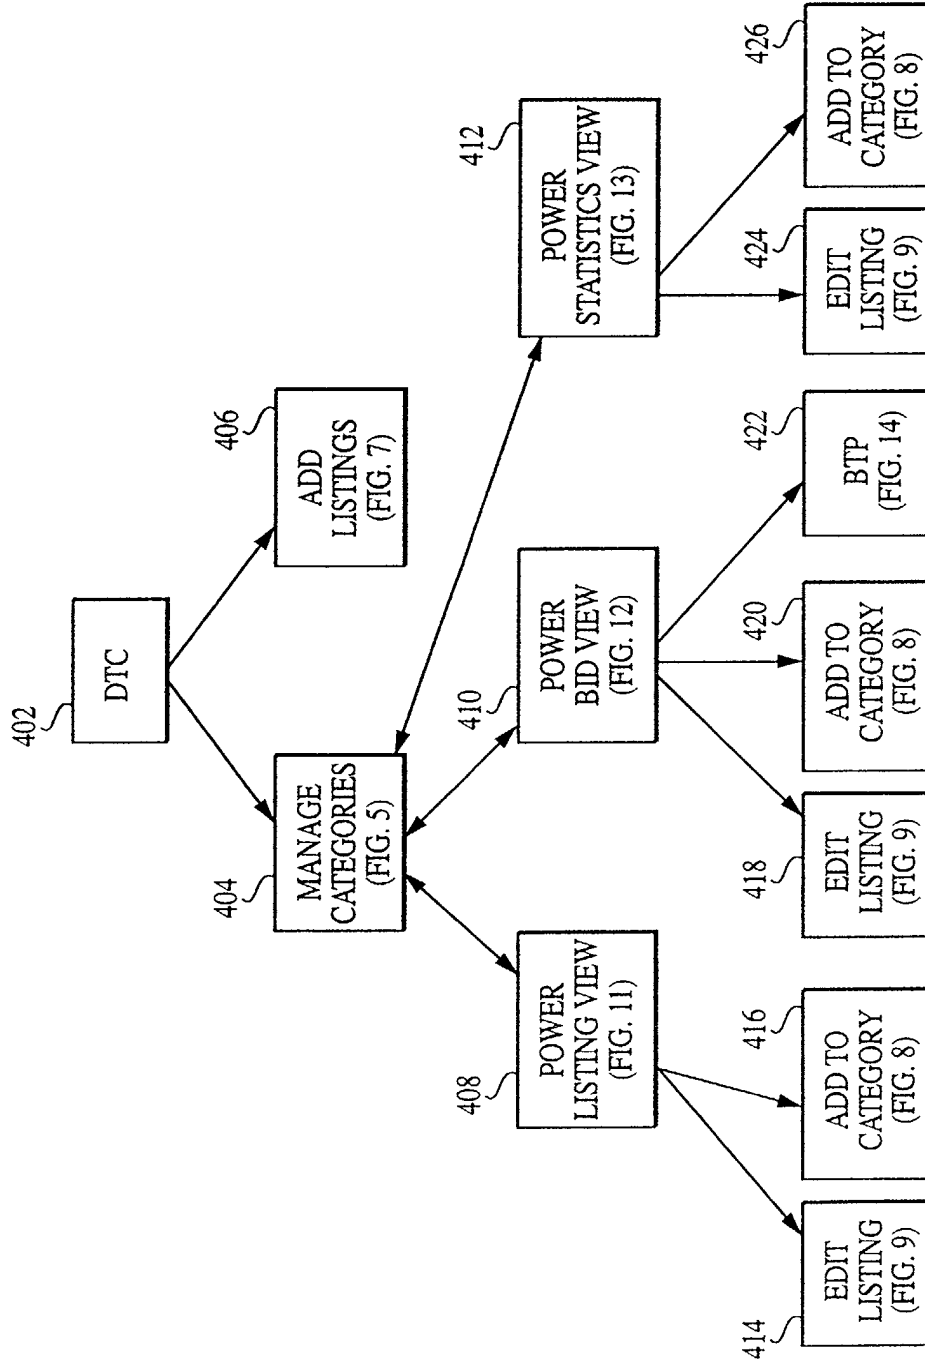 402
DTC
404
MANAGE
CATEGORIES
(FIG. 5)
406
ADD
LISTINGS
(FIG. 7)
408
POWER
LISTING VIEW
(FIG. 11)
410
POWER
BID VIEW
(FIG. 12)
412
POWER
STATISTICS VIEW
(FIG. 13)
414
EDIT
LISTING
(FIG. 9)
416
ADD TO
CATEGORY
(FIG. 8)
418
EDIT
LISTING
(FIG. 9)
420
ADD TO
CATEGORY
(FIG. 8)
422
BTP
(FIG. 14)
424
EDIT
LISTING
(FIG. 9)
426
ADD TO
CATEGORY
(FIG. 8)